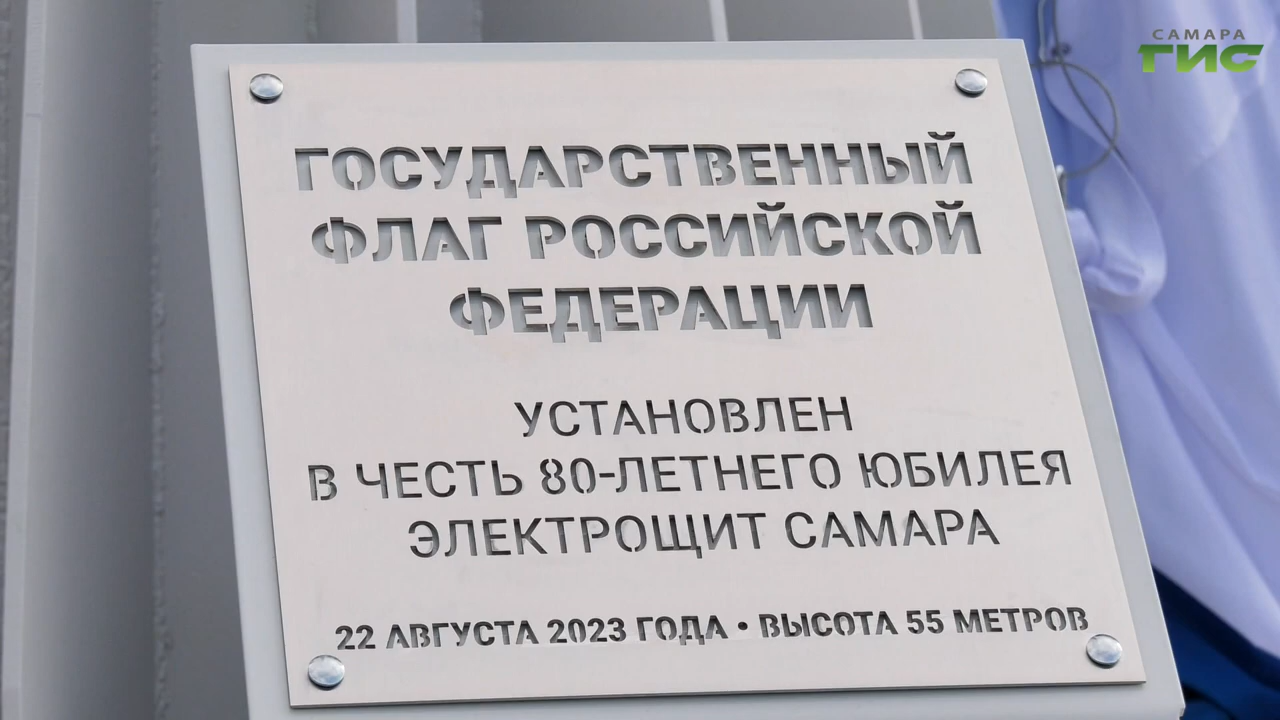 САМАРА
ГИС
ГОСУДАРСТВЕННЫЙ
ФЛАГ РОССИЙСКОЙ
ФЕДЕРАЦИИ
УСТАНОВЛЕН
В ЧЕСТЬ 80-ЛЕТНЕГО ЮБИЛЕЯ
ЭЛЕКТРОЩИТ САМАРА
22 АВГУСТА 2023 ГОДА • ВЫСОТА 55 МЕТРОВ